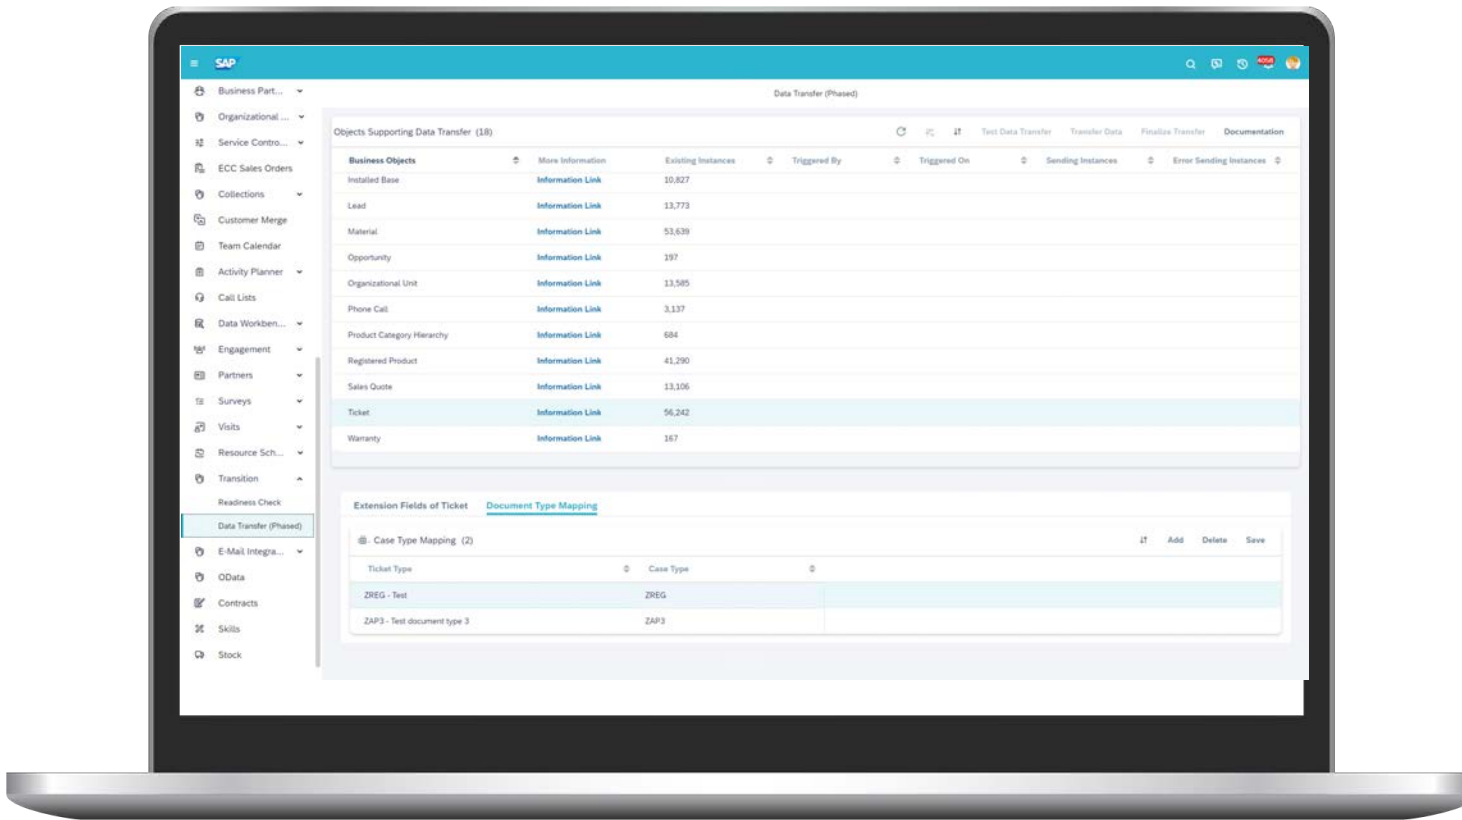 SAP
4058
Business Part...
Organizational ...
Service Contro...
ECC Sales Orders
Collections
Customer Merge
Team Calendar
Activity Planner
Call Lists
Data Workben...
Engagement
Partners
Surveys
Visits
Resource Sch...
Transition
Readiness Check
Data Transfer (Phased)
E-Mail Integra...
OData
Contracts
Skills
Stock
Data Transfer (Phased)
Objects Supporting Data Transfer (18)
Test Data Transfer Transfer Data Finalize Transfer Documentation
Business Objects More Information Existing Instances Triggered By Triggered On Sending Instances Error Sending Instances
Installed Base Information Link 10,827
Lead Information Link 13,773
Material Information Link 53,639
Opportunity Information Link 197
Organizational Unit Information Link 13,585
Phone Call Information Link 3,137
Product Category Hierarchy Information Link 684
Registered Product Information Link 41,290
Sales Quote Information Link 13,106
Ticket Information Link 56,242
Warranty Information Link 167
Extension Fields of Ticket Document Type Mapping
Case Type Mapping (2) Add Delete Save
Ticket Type Case Type
ZREG - Test ZREG
ZAP3 - Test document type 3 ZAP3